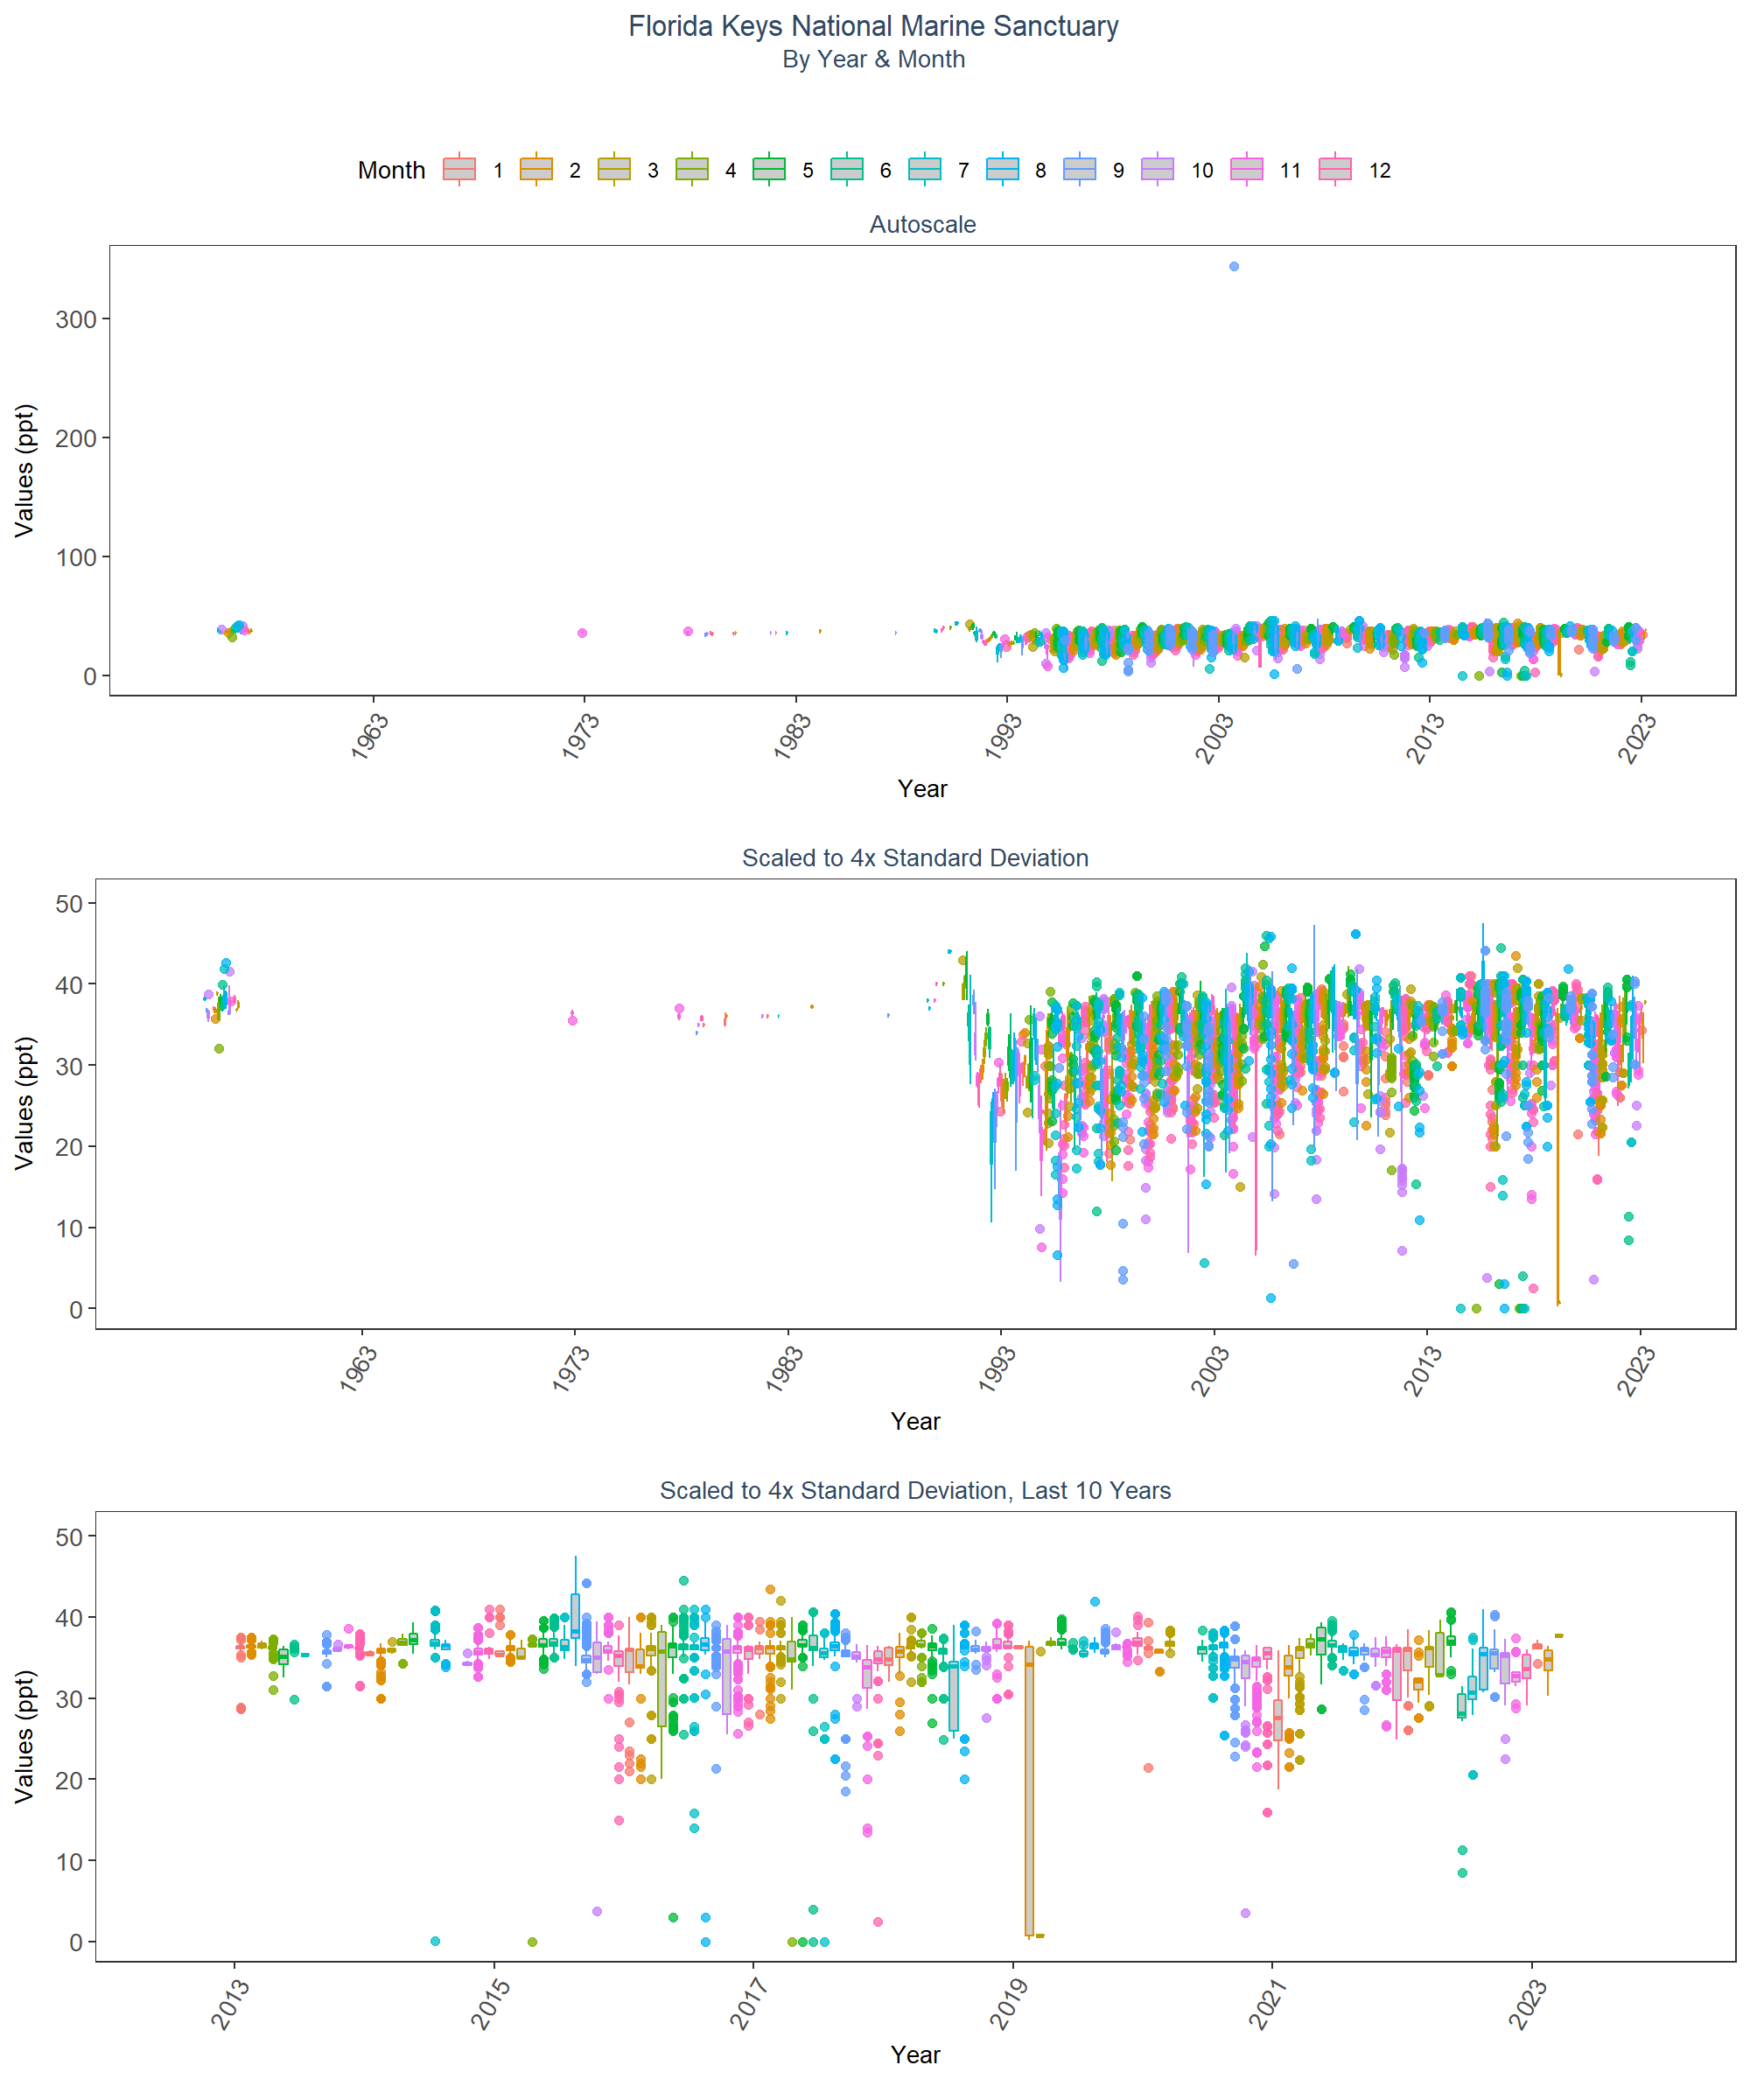 Florida Keys National Marine Sanctuary
By Year & Month
Month 1 2 3 4 5 6 7 8 9 10 11 12
Autoscale
Values (ppt)
300
200
100
0
1963 1973 1983 1993 2003 2013 2023
Year
Scaled to 4x Standard Deviation
Values (ppt)
50
40
30
20
10
0
1963 1973 1983 1993 2003 2013 2023
Year
Scaled to 4x Standard Deviation, Last 10 Years
Values (ppt)
50
40
30
20
10
0
2013 2015 2017 2019 2021 2023
Year